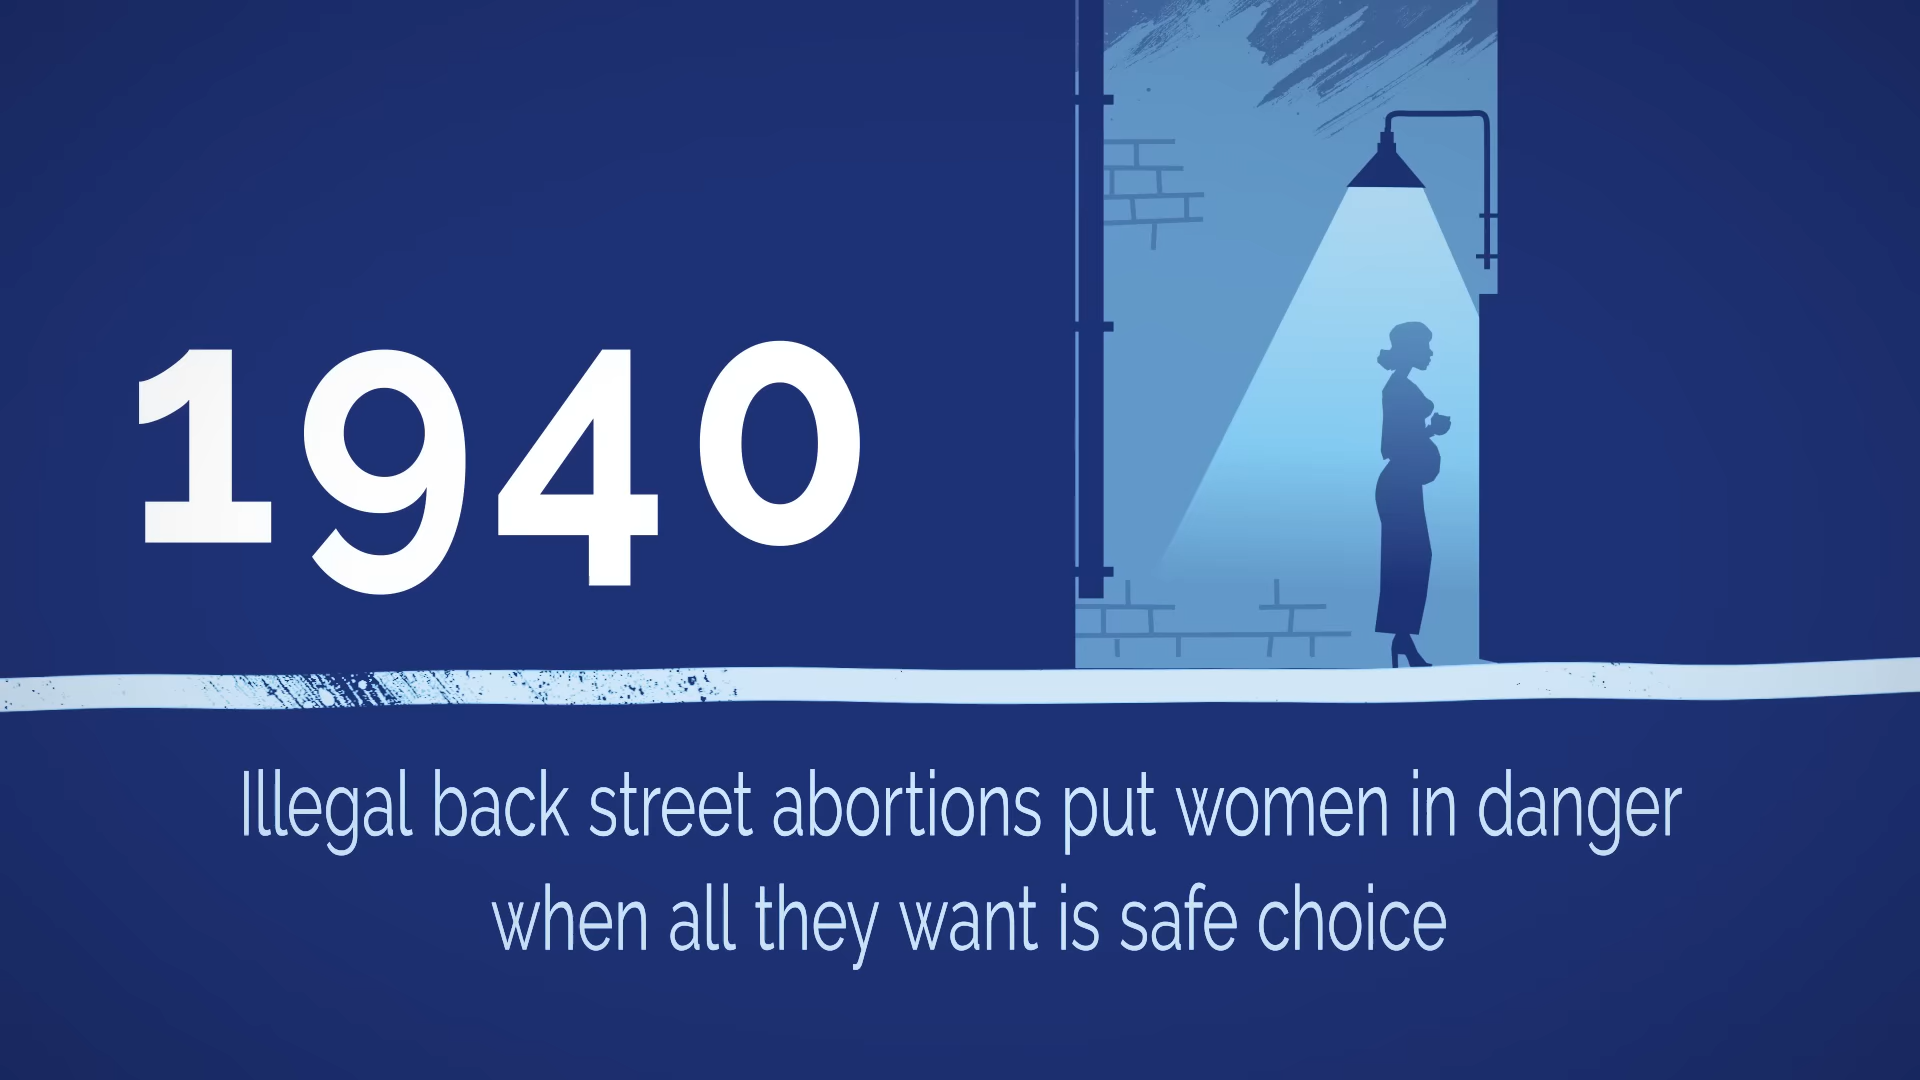 1940
Illegal back street abortions put women in danger
when all they want is safe choice